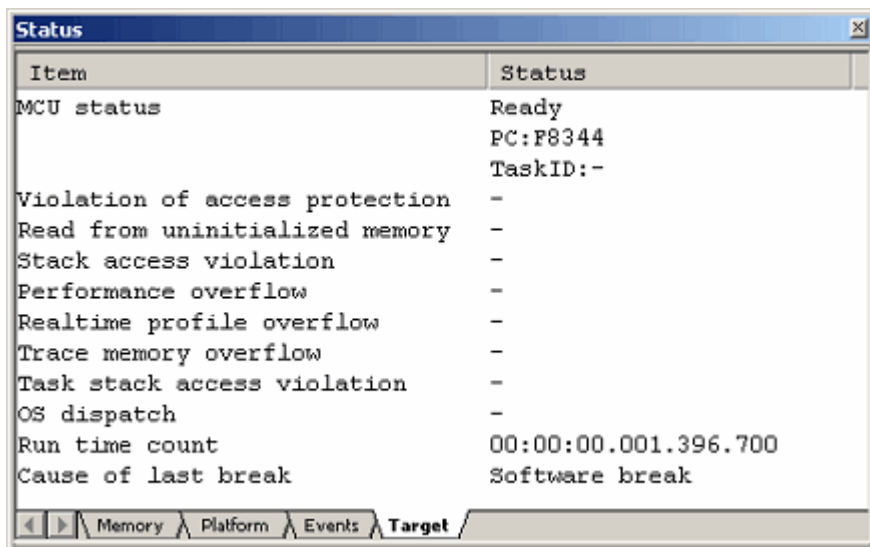 Status
Item Status
MCU status Ready
PC:F8344
TaskID:-
Violation of access protection -
Read from uninitialized memory -
Stack access violation -
Performance overflow -
Realtime profile overflow -
Trace memory overflow -
Task stack access violation -
OS dispatch -
Run time count 00:00:00.001.396.700
Cause of last break Software break
Memory Platform Events Target